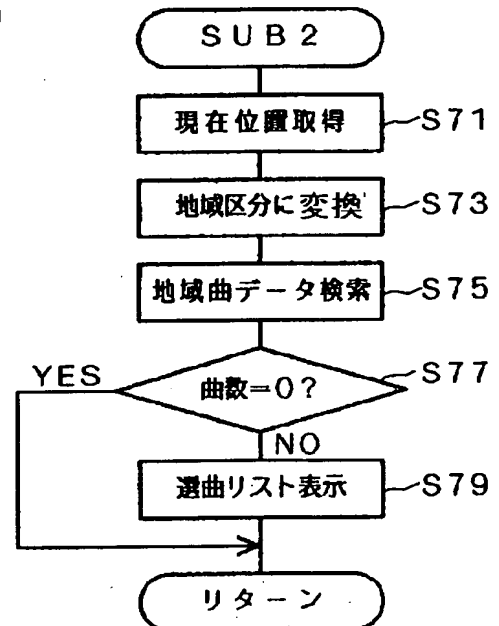 SUB2
現在位置取得
S71
地域区分に変換
S73
地域曲データ検索
S75
曲数=0?
S77
YES
NO
選曲リスト表示
S79
リターン